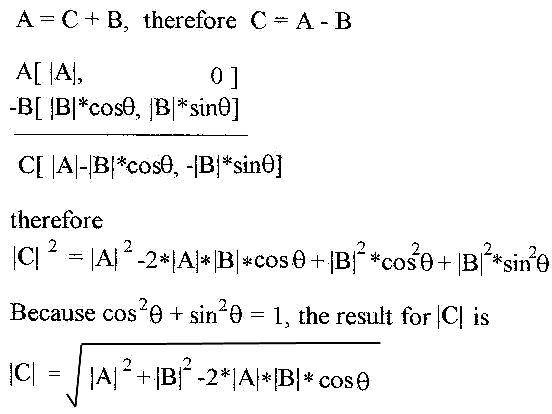 A = C + B, therefore C = A - B
A[ |A|, 0 ]
-B[ |B|*cosθ, |B|*sinθ]
C[ |A|-|B|*cosθ, -|B|*sinθ]
therefore
|C| ² = |A| ² -2*|A|*|B|*cosθ+|B|²*cos²θ+|B|²*sin²θ
Because cos²θ + sin²θ = 1, the result for |C| is
|C| = √|A| ²+|B|² -2*|A|*|B|* cosθ